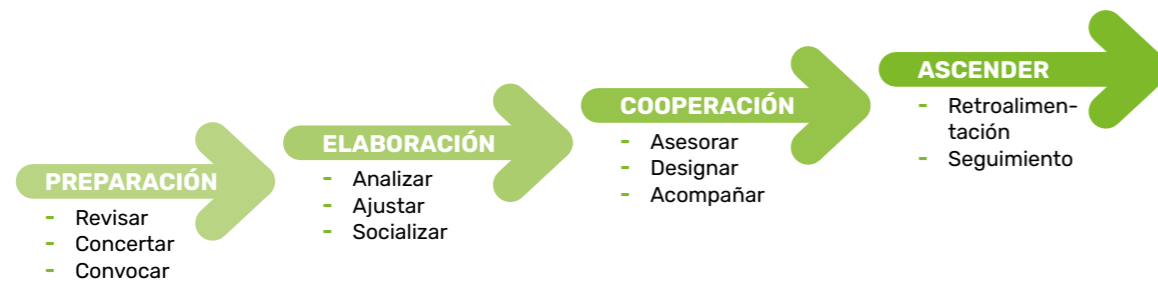 PREPARACIÓN
- Revisar
- Concertar
- Convocar
ELABORACIÓN
- Analizar
- Ajustar
- Socializar
COOPERACIÓN
- Asesorar
- Designar
- Acompañar
ASCENDER
- Retroalimen-
tación
- Seguimiento